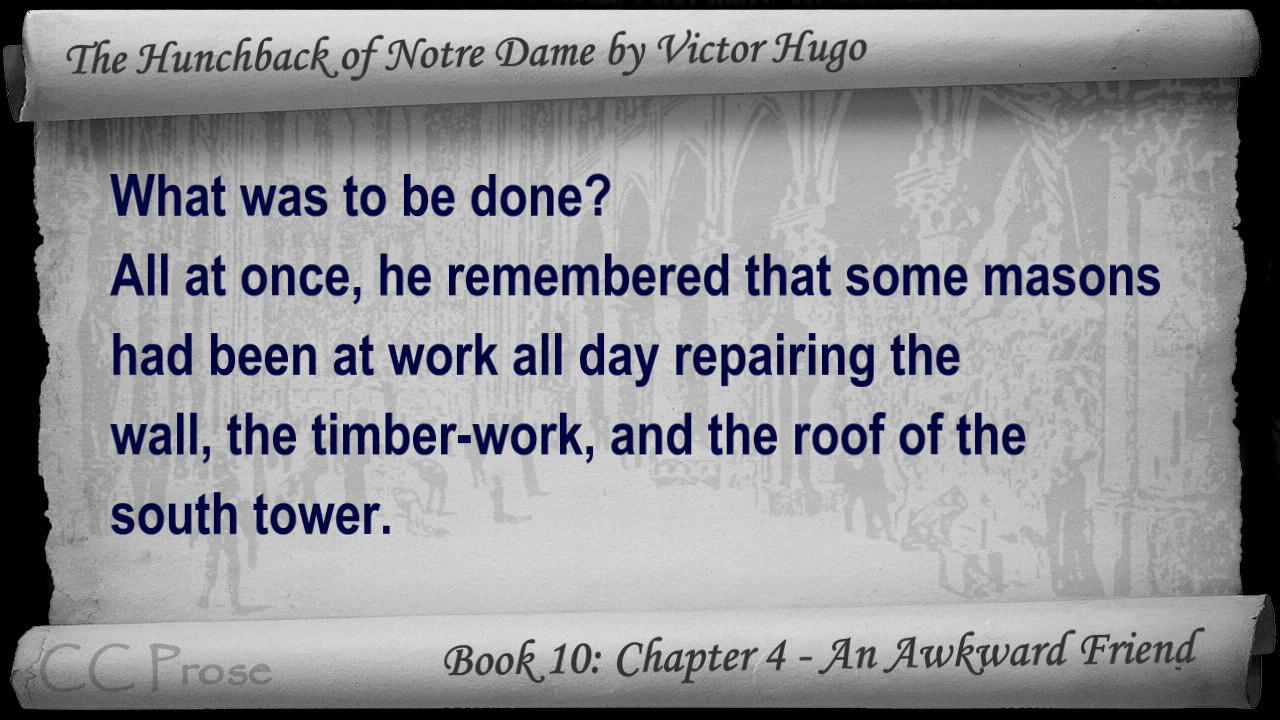 The Hunchback of Notre Dame by Victor Hugo
What was to be done?
All at once, he remembered that some masons
had been at work all day repairing the
wall, the timber-work, and the roof of the
south tower.
CC Prose
Book 10: Chapter 4 - An Awkward Friend